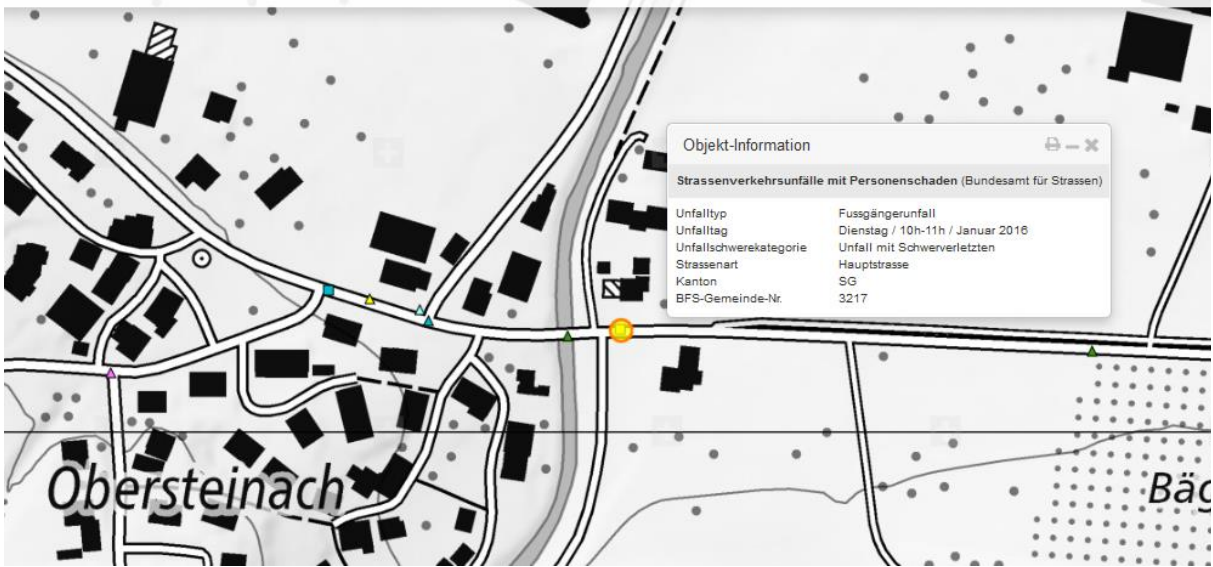 Objekt-Information
Strassenverkehrsunfälle mit Personenschaden (Bundesamt für Strassen)
Unfalltyp Fussgängerunfall
Unfalltag Dienstag / 10h-11h / Januar 2016
Unfallschwerekategorie Unfall mit Schwerverletzten
Strassenart Hauptstrasse
Kanton SG
BFS-Gemeinde-Nr. 3217
Obersteinach
Bäg